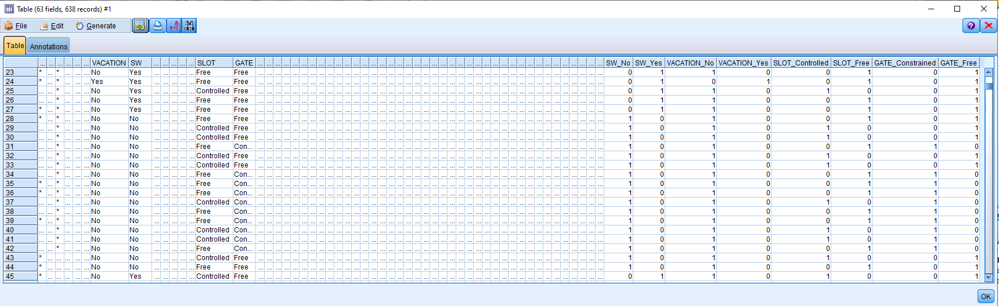 Table (63 fields, 638 records) #1
File Edit Generate
Table Annotations
... ... ... ... ... ... VACATION SW ... ... ... ... ... SLOT GATE ... ... ... ... ... ... ... ... ... ... ... ... ... ... ... ... ... ... ... ... ... ... ... ... ... ... ... ... ... ... ... ... ... ... ... ... ... ... ... ... SW_No SW_Yes VACATION_No VACATION_Yes SLOT_Controlled SLOT_Free GATE_Constrained GATE_Free
23 * ... * ... ... ... No Yes ... ... ... ... ... Free Free ... 0 1 1 0 0 1 0 1
24 * ... * ... ... ... Yes Yes ... ... ... ... ... Free Free ... 0 1 0 1 0 1 0 1
25 ... ... * ... ... ... No Yes ... ... ... ... ... Controlled Free ... 0 1 1 0 1 0 0 1
26 ... ... * ... ... ... No Yes ... ... ... ... ... Free Free ... 0 1 1 0 0 1 0 1
27 * ... * ... ... ... No Yes ... ... ... ... ... Free Free ... 0 1 1 0 0 1 0 1
28 * ... * ... ... ... No No ... ... ... ... ... Free Free ... 1 0 1 0 0 1 0 1
29 ... ... * ... ... ... No No ... ... ... ... ... Controlled Free ... 1 0 1 0 1 0 0 1
30 ... ... * ... ... ... No No ... ... ... ... ... Controlled Free ... 1 0 1 0 1 0 0 1
31 ... ... * ... ... ... No No ... ... ... ... ... Free Con... ... 1 0 1 0 0 1 1 0
32 ... ... * ... ... ... No No ... ... ... ... ... Controlled Free ... 1 0 1 0 1 0 0 1
33 ... ... * ... ... ... No No ... ... ... ... ... Controlled Free ... 1 0 1 0 1 0 0 1
34 ... ... * ... ... ... No No ... ... ... ... ... Free Con... ... 1 0 1 0 0 1 1 0
35 * ... * ... ... ... No No ... ... ... ... ... Free Con... ... 1 0 1 0 0 1 1 0
36 * ... * ... ... ... No No ... ... ... ... ... Free Con... ... 1 0 1 0 0 1 1 0
37 ... ... * ... ... ... No No ... ... ... ... ... Controlled Con... ... 1 0 1 0 1 0 1 0
38 ... ... * ... ... ... No No ... ... ... ... ... Free Con... ... 1 0 1 0 0 1 1 0
39 * ... * ... ... ... No No ... ... ... ... ... Free Con... ... 1 0 1 0 0 1 1 0
40 ... ... * ... ... ... No No ... ... ... ... ... Controlled Con... ... 1 0 1 0 1 0 1 0
41 ... ... * ... ... ... No No ... ... ... ... ... Controlled Con... ... 1 0 1 0 1 0 1 0
42 ... ... * ... ... ... No No ... ... ... ... ... Free Con... ... 1 0 1 0 0 1 1 0
43 * ... ... ... ... ... No No ... ... ... ... ... Controlled Free ... 1 0 1 0 1 0 0 1
44 * ... ... ... ... ... No No ... ... ... ... ... Free Free ... 1 0 1 0 0 1 0 1
45 * ... ... ... ... ... No Yes ... ... ... ... ... Controlled Free ... 0 1 1 0 1 0 0 1
OK